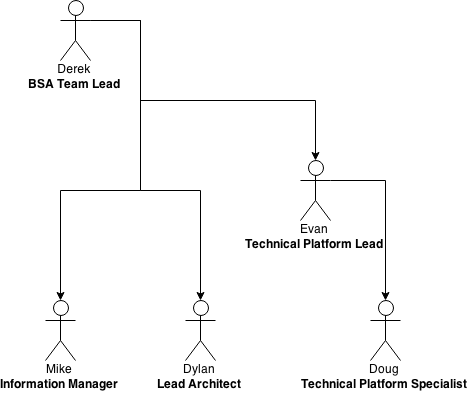 Derek
BSA Team Lead
Evan
Technical Platform Lead
Mike
Information Manager
Dylan
Lead Architect
Doug
Technical Platform Specialist